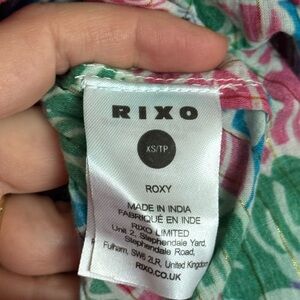 RIXO
XS/TP
ROXY
MADE IN INDIA
FABRIQUÉ EN INDE
RIXO LIMITED
Unit 2, Stephendale Yard,
Stephendale Road,
Fulham, SW6 2LR, United Kingdom
RIXO.CO.UK